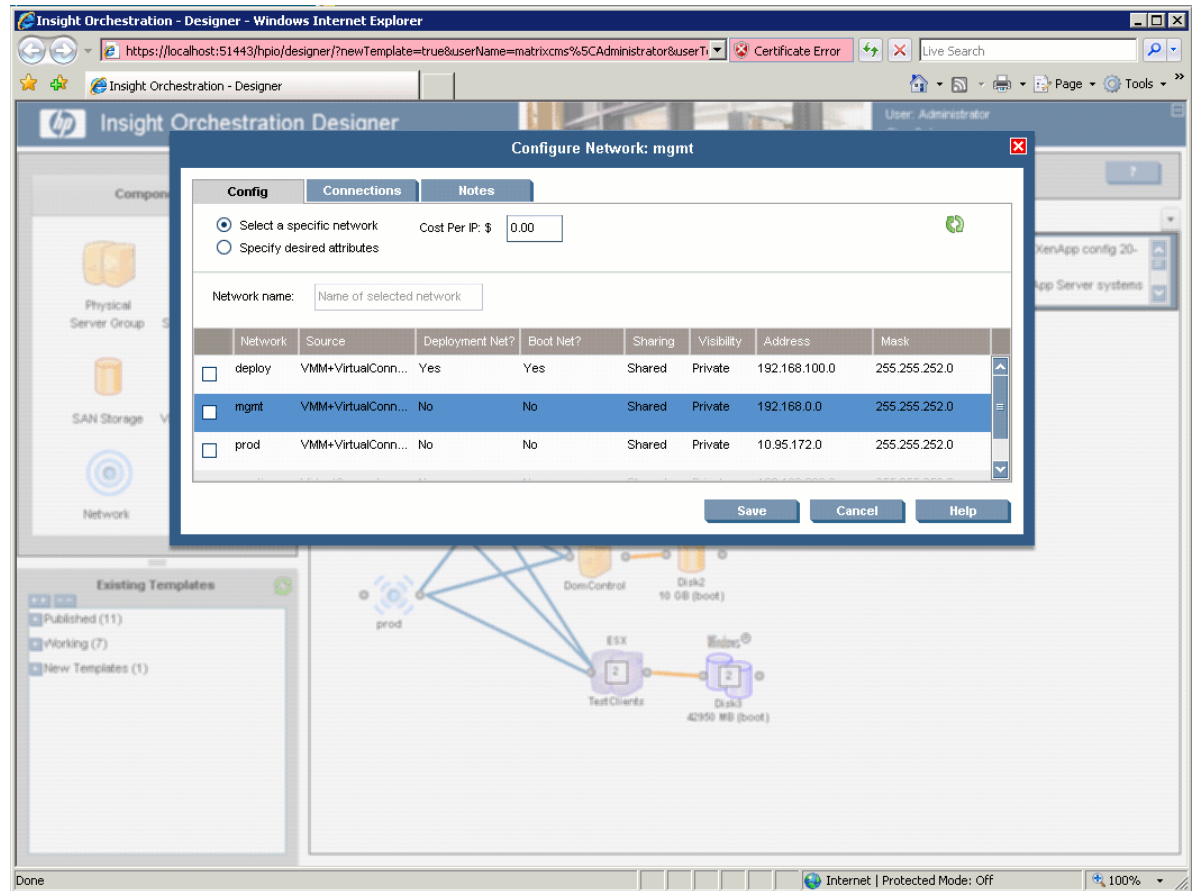 Insight Orchestration - Designer - Windows Internet Explorer
https://localhost:51443/hpio/designer/?newTemplate=true&userName=matrixcms%5CAdministrator&userT
Certificate Error
Live Search
Insight Orchestration - Designer
Page
Tools
hp Insight Orchestration Designer
User: Administrator
Configure Network: mgmt
Config Connections Notes
?
Select a specific network
Cost Per IP: $ 0.00
Specify desired attributes
Network name: Name of selected network
Network Source Deployment Net? Boot Net? Sharing Visibility Address Mask
deploy VMM+VirtualConn... Yes Yes Shared Private 192.168.100.0 255.255.252.0
mgmt VMM+VirtualConn... No No Shared Private 192.168.0.0 255.255.252.0
prod VMM+VirtualConn... No No Shared Private 10.95.172.0 255.255.252.0
Save Cancel Help
XenApp config 20-
Server systems
Physical
Server Group
SAN Storage
Network
Existing Templates
Published (11)
Working (7)
New Templates (1)
prod
DomControl
Disk2
10 GB (boot)
ESX
Windows®
2
2
TestClients
Disk3
42950 MB (boot)
Done
Internet | Protected Mode: Off
100%